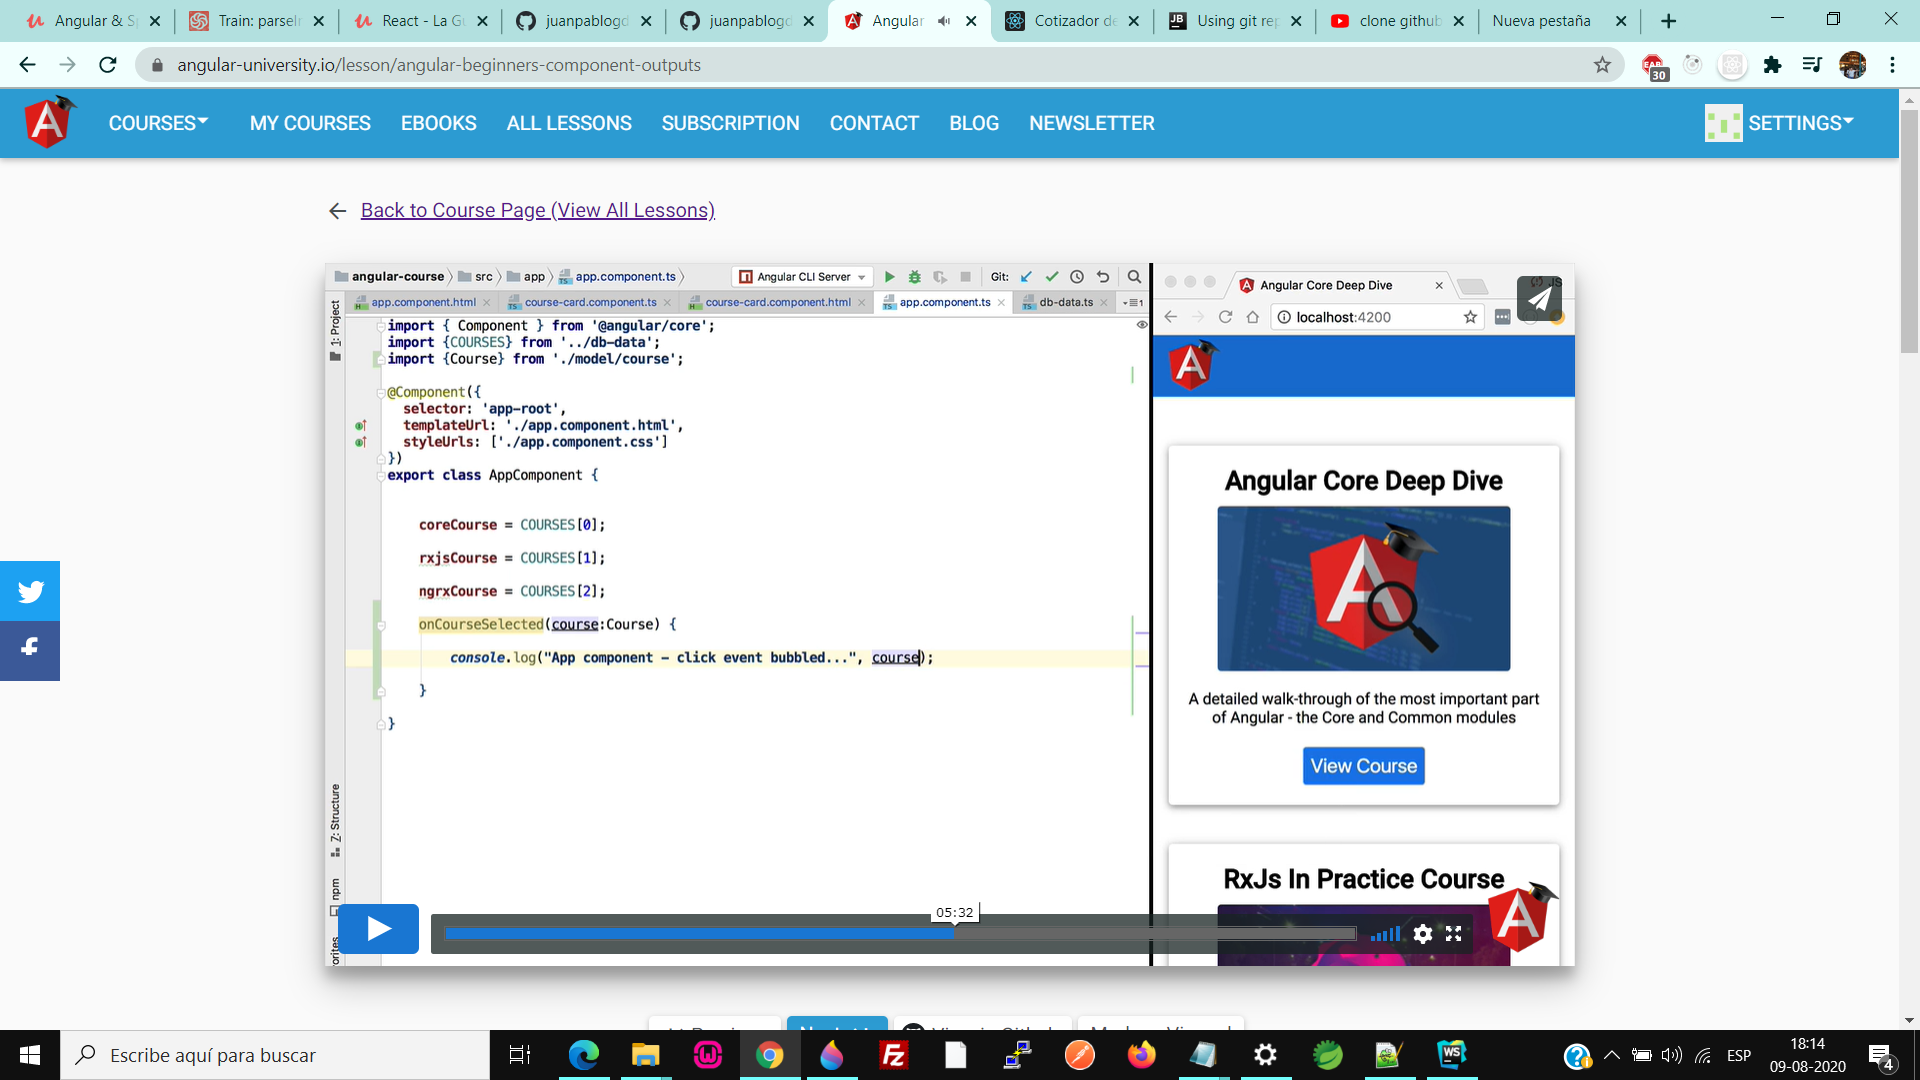 Angular & Sp
Train: parselr
React - La Gu
juanpablogd
juanpablogd
Angular
Cotizador de
Using git rep
clone github
Nueva pestaña
angular-university.io/lesson/angular-beginners-component-outputs
30
COURSES
MY COURSES
EBOOKS
ALL LESSONS
SUBSCRIPTION
CONTACT
BLOG
NEWSLETTER
SETTINGS
Back to Course Page (View All Lessons)
angular-course
src
app
app.component.ts
Angular CLI Server
Git:
app.component.html
course-card.component.ts
course-card.component.html
app.component.ts
db-data.ts
1: Project
import { Component } from '@angular/core';
import {COURSES} from '../db-data';
import {Course} from './model/course';
@Component({
selector: 'app-root',
templateUrl: './app.component.html',
styleUrls: ['./app.component.css']
})
export class AppComponent {
coreCourse = COURSES[0];
rxjsCourse = COURSES[1];
ngrxCourse = COURSES[2];
onCourseSelected(course:Course) {
console.log("App component – click event bubbled...", course);
}
}
Z: Structure
npm
Angular Core Deep Dive
JS
localhost:4200
Angular Core Deep Dive
A detailed walk-through of the most important part
of Angular - the Core and Common modules
View Course
RxJs In Practice Course
05:32
Escribe aquí para buscar
ESP
18:14
09-08-2020
4